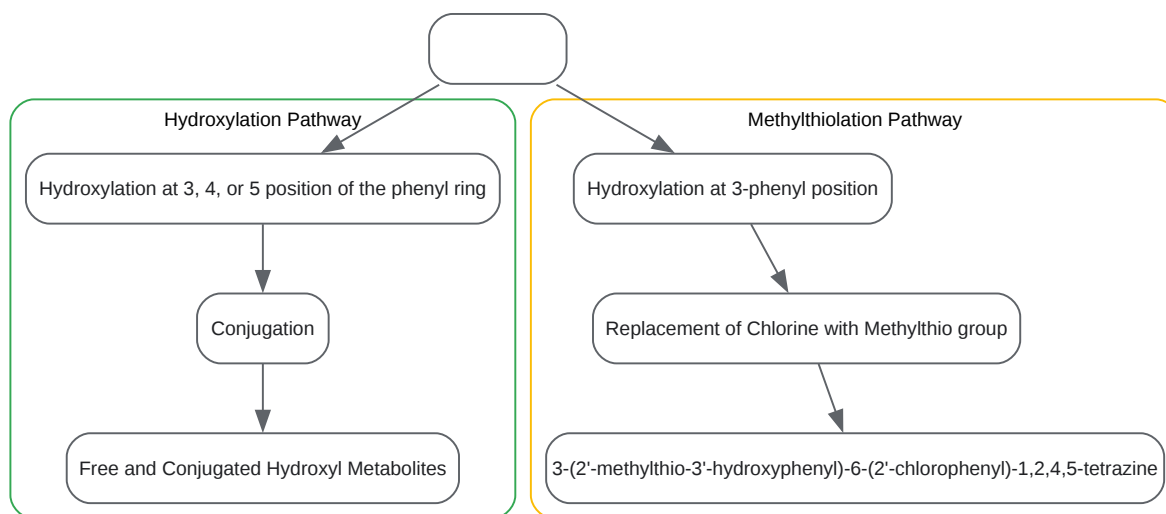 Hydroxylation Pathway
Methylthiolation Pathway
Hydroxylation at 3, 4, or 5 position of the phenyl ring
Hydroxylation at 3-phenyl position
Conjugation
Replacement of Chlorine with Methylthio group
Free and Conjugated Hydroxyl Metabolites
3-(2'-methylthio-3'-hydroxyphenyl)-6-(2'-chlorophenyl)-1,2,4,5-tetrazine